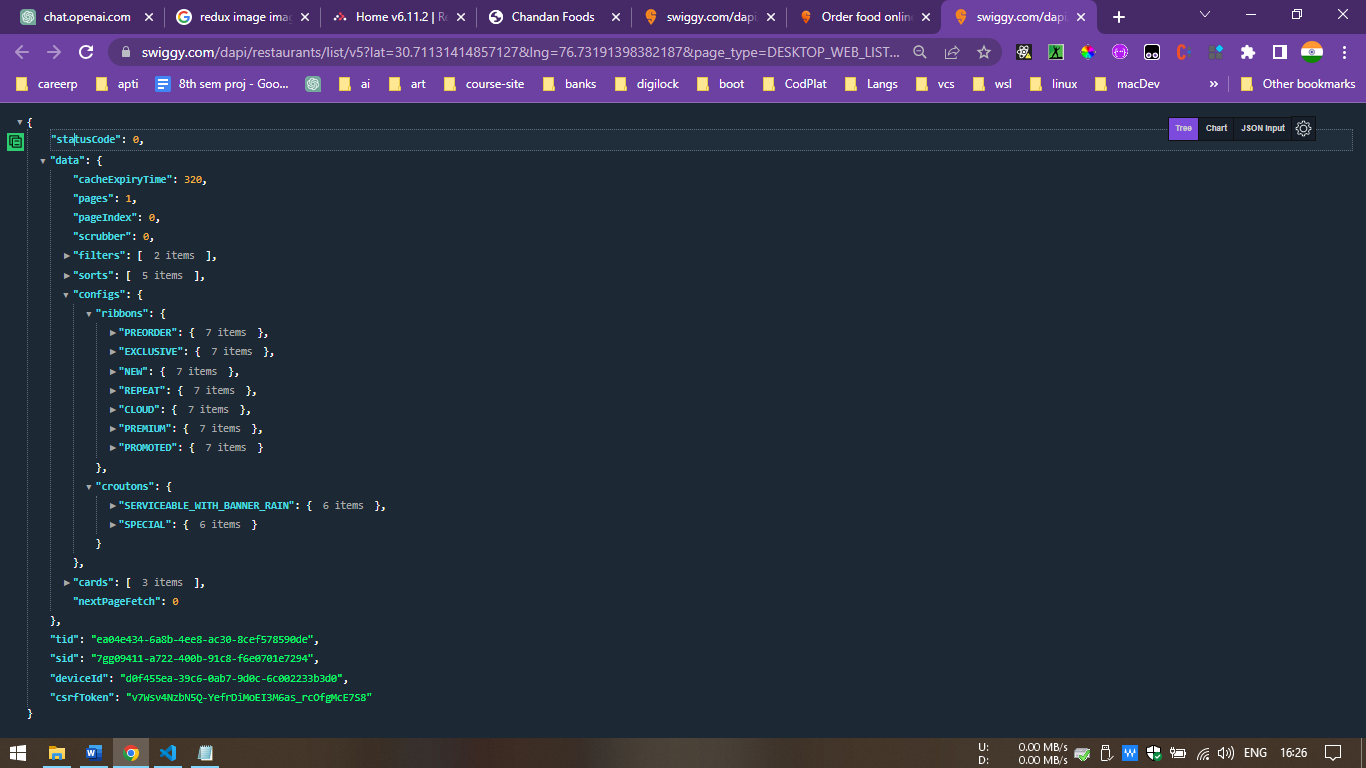 chat.openai.com
redux image imag
Home v6.11.2 | Re
Chandan Foods
swiggy.com/dapi
Order food online
swiggy.com/dapi
swiggy.com/dapi/restaurants/list/v5?lat=30.711314148571278&lng=76.73191398382187&page_type=DESKTOP_WEB_LIST...
careerp
apti
8th sem proj - Goo...
ai
art
course-site
banks
digilock
boot
CodPlat
Langs
vcs
wsl
linux
macDev
»
Other bookmarks
Tree
Chart
JSON Input
{
"statusCode": 0,
"data": {
"cacheExpiryTime": 320,
"pages": 1,
"pageIndex": 0,
"scrubber": 0,
"filters": [ 2 items ],
"sorts": [ 5 items ],
"configs": {
"ribbons": {
"PREORDER": { 7 items },
"EXCLUSIVE": { 7 items },
"NEW": { 7 items },
"REPEAT": { 7 items },
"CLOUD": { 7 items },
"PREMIUM": { 7 items },
"PROMOTED": { 7 items }
},
"croutons": {
"SERVICEABLE_WITH_BANNER_RAIN": { 6 items },
"SPECIAL": { 6 items }
}
},
"cards": [ 3 items ],
"nextPageFetch": 0
},
"tid": "ea04e434-6a8b-4ee8-ac30-8cef578590de",
"sid": "7gg09411-a722-400b-91c8-f6e0701e7294",
"deviceId": "d0f455ea-39c6-0ab7-9d0c-6c002233b3d0",
"csrfToken": "v7Wsv4NzbN5Q-YefrDiMoEI3M6as_rcOfgMcE7S8"
}
U: 0.00 MB/s
D: 0.00 MB/s
ENG
16:26